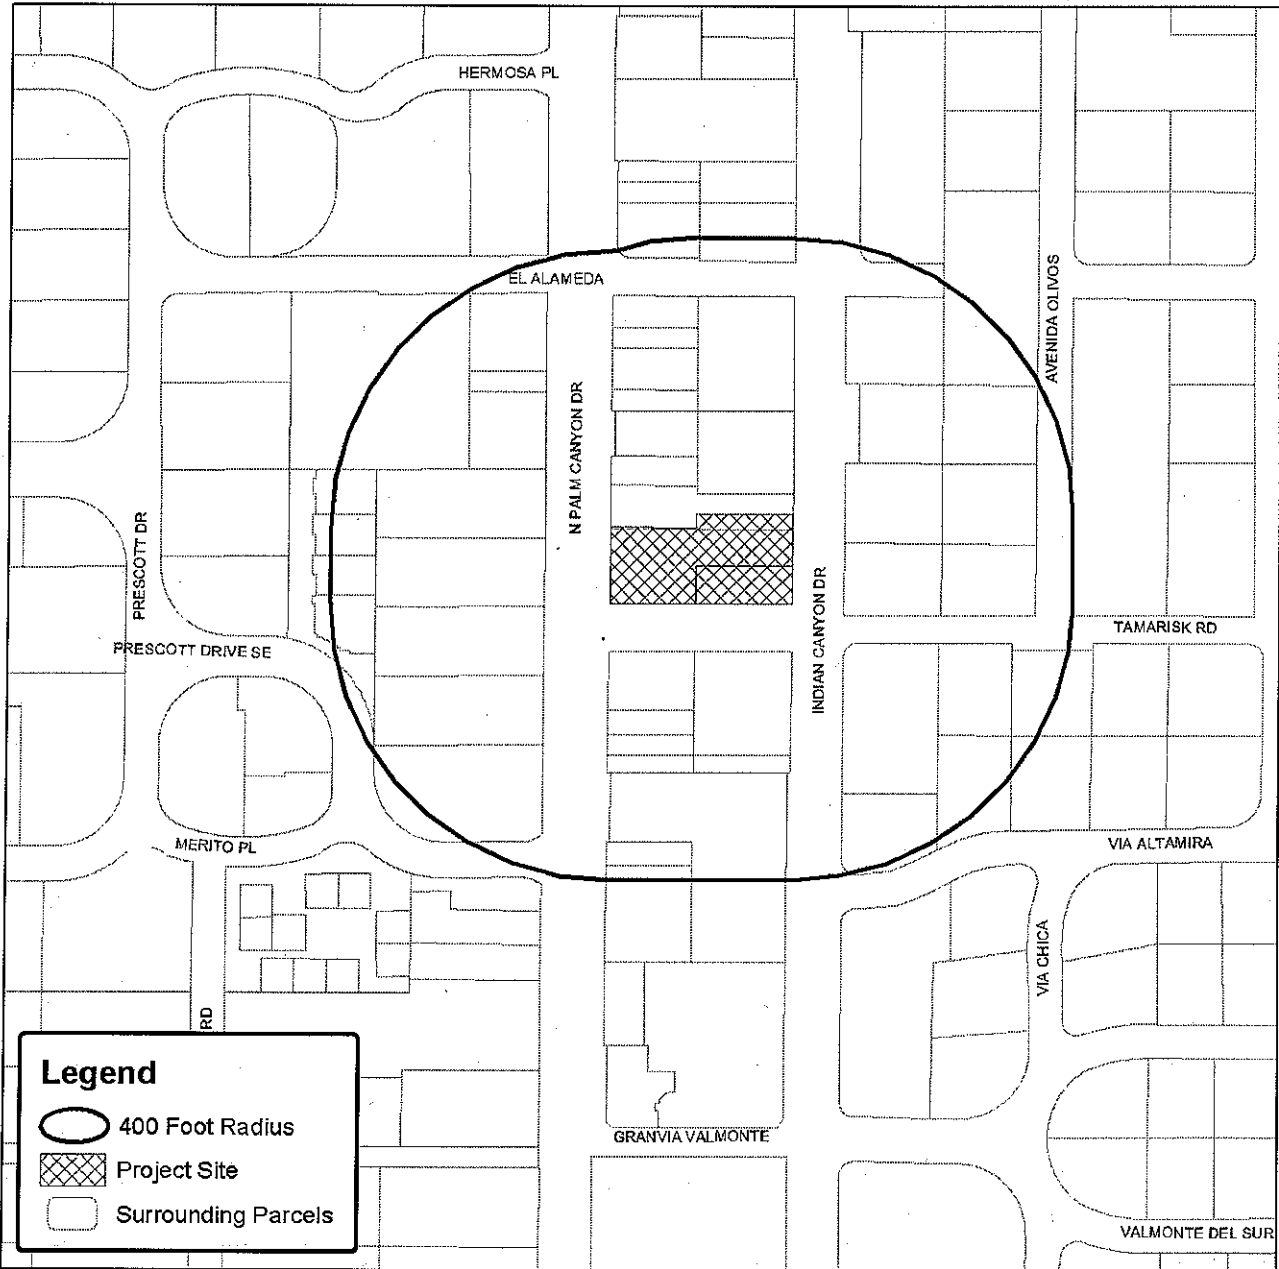 HERMOSA PL
EL ALAMEDA
AVENIDA OLIVOS
N PALM CANYON DR
PRESCOTT DR
INDIAN CANYON DR
TAMARISK RD
PRESCOTT DRIVE SE
MERITO PL
VIA ALTAMIRA
VIA CHICA
RD
Legend
400 Foot Radius
Project Site
Surrounding Parcels
GRANVIA VALMONTE
VALMONTE DEL SUR